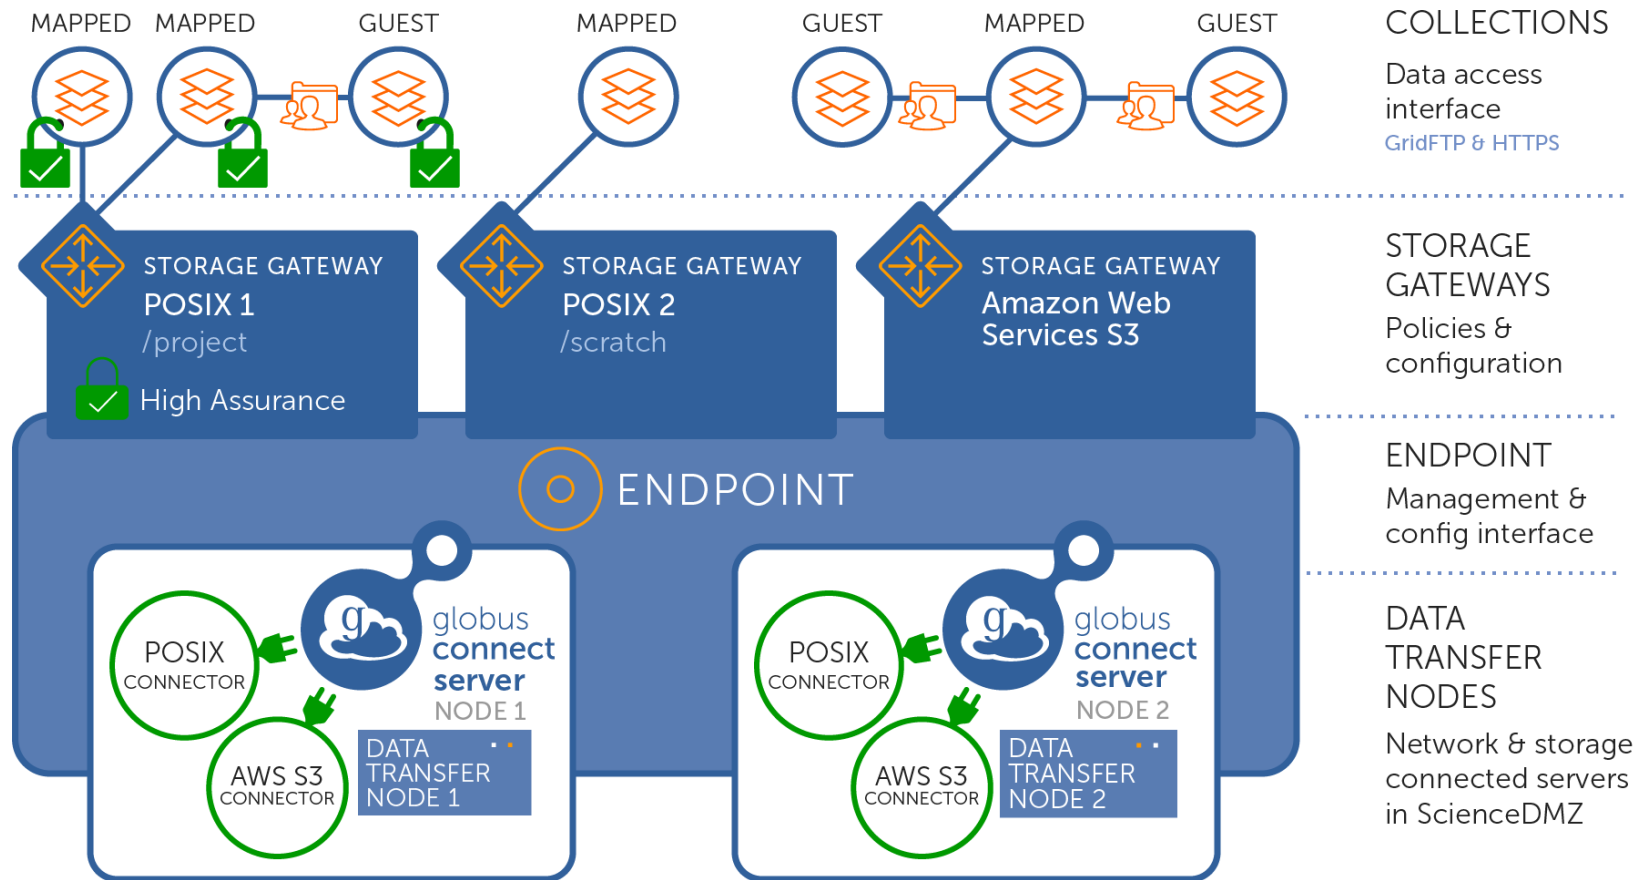 MAPPED
MAPPED
GUEST
MAPPED
GUEST
MAPPED
GUEST
COLLECTIONS
Data access
interface
GridFTP & HTTPS
STORAGE GATEWAY
POSIX 1
/project
High Assurance
STORAGE GATEWAY
POSIX 2
/scratch
STORAGE GATEWAY
Amazon Web
Services S3
STORAGE
GATEWAYS
Policies &
configuration
ENDPOINT
ENDPOINT
Management &
config interface
POSIX
CONNECTOR
AWS S3
CONNECTOR
g
globus
connect
server
NODE 1
DATA
TRANSFER
NODE 1
POSIX
CONNECTOR
AWS S3
CONNECTOR
g
globus
connect
server
NODE 2
DATA
TRANSFER
NODE 2
DATA
TRANSFER
NODES
Network & storage
connected servers
in ScienceDMZ